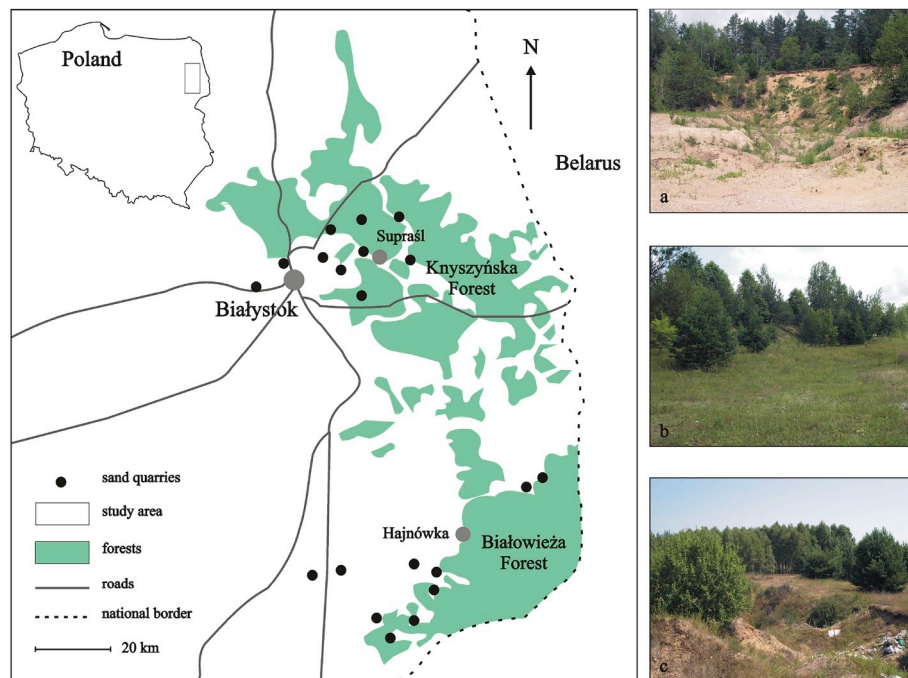 Poland
N
Belarus
Supraśl
Knyszyńska
Forest
Białystok
sand quarries
study area
forests
roads
national border
20 km
Hajnówka
Białowieża
Forest
a
b
c